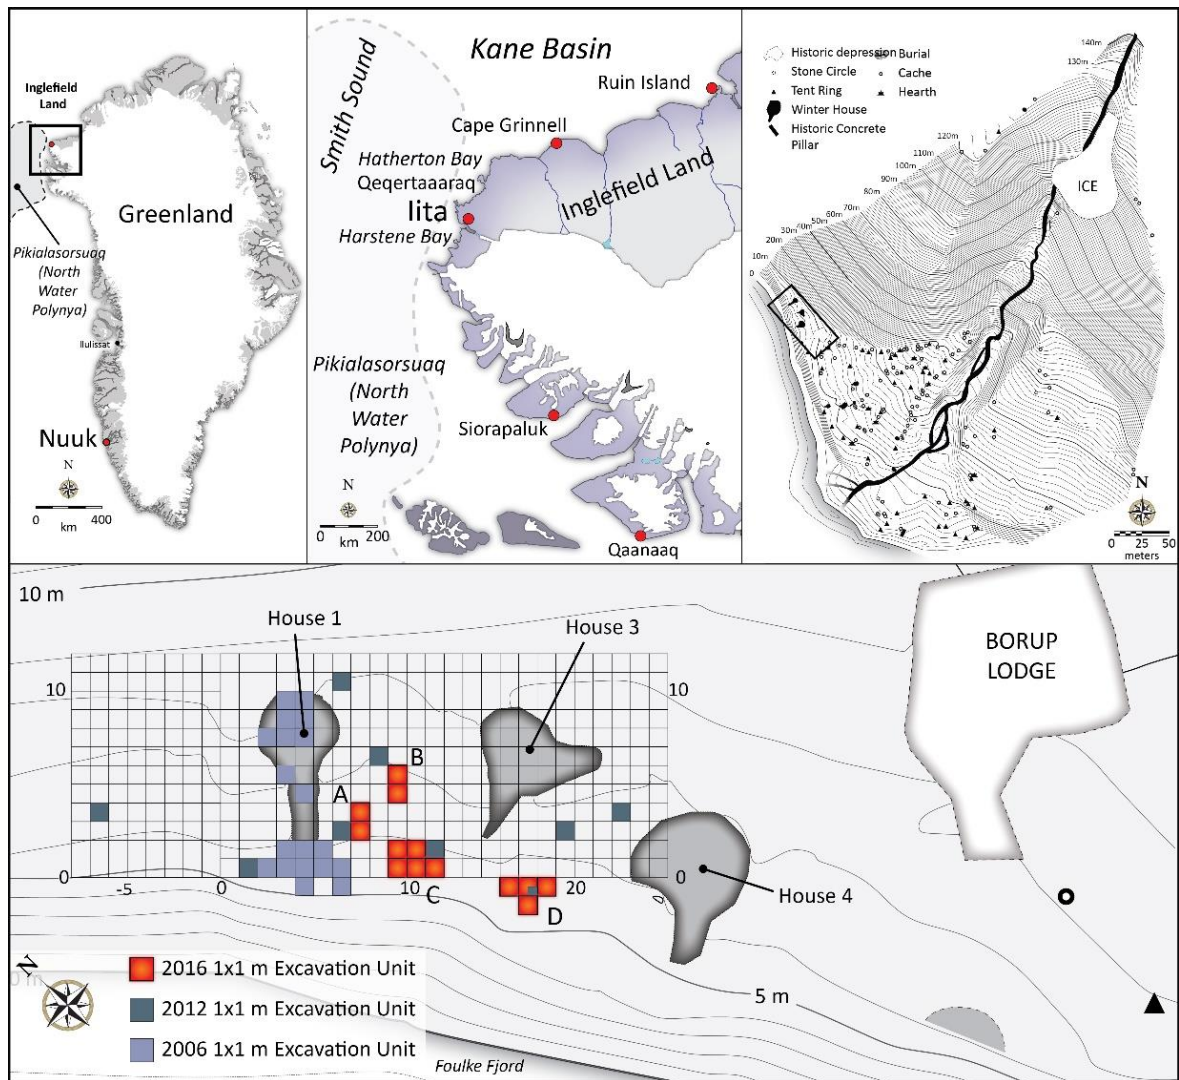 Inglefield
Land
Greenland
Pikialasorsuaq
(North
Water
Polynya)
Ilulissat
Nuuk
N
0 400
km
Kane Basin
Smith Sound
Ruin Island
Cape Grinnell
Hatherton Bay
Qeqertaaaraq
Iita
Harstene Bay
Inglefield Land
Pikialasorsuaq
(North
Water
Polynya)
Siorapaluk
Qaanaaq
N
0 200
km
Historic depression
Stone Circle
Tent Ring
Winter House
Historic Concrete
Pillar
Burial
Cache
Hearth
140m
130m
120m
110m
100m
90m
80m
70m
60m
50m
40m
30m
20m
10m
0
ICE
N
0 25 50
meters
10 m
House 1
House 3
BORUP
LODGE
10
10
B
A
0
-5
0
10
C
20
D
0
House 4
5 m
N
0 m
2016 1x1 m Excavation Unit
2012 1x1 m Excavation Unit
2006 1x1 m Excavation Unit
Foulke Fjord